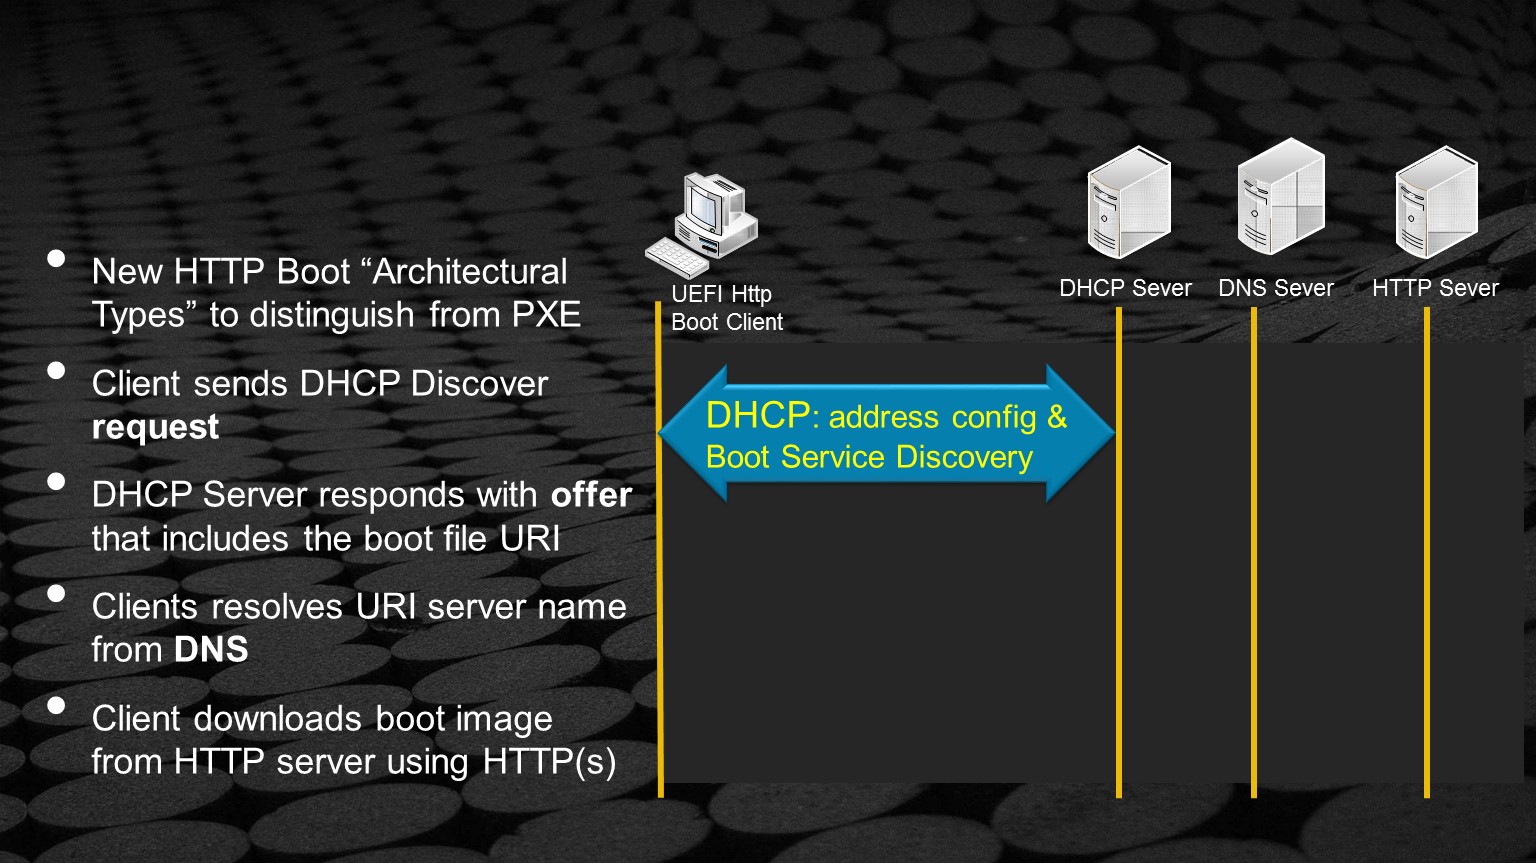 New HTTP Boot “Architectural
Types” to distinguish from PXE
Client sends DHCP Discover
request
DHCP Server responds with offer
that includes the boot file URI
Clients resolves URI server name
from DNS
Client downloads boot image
from HTTP server using HTTP(s)
UEFI Http
Boot Client
DHCP Sever
DNS Sever
HTTP Sever
DHCP: address config &
Boot Service Discovery